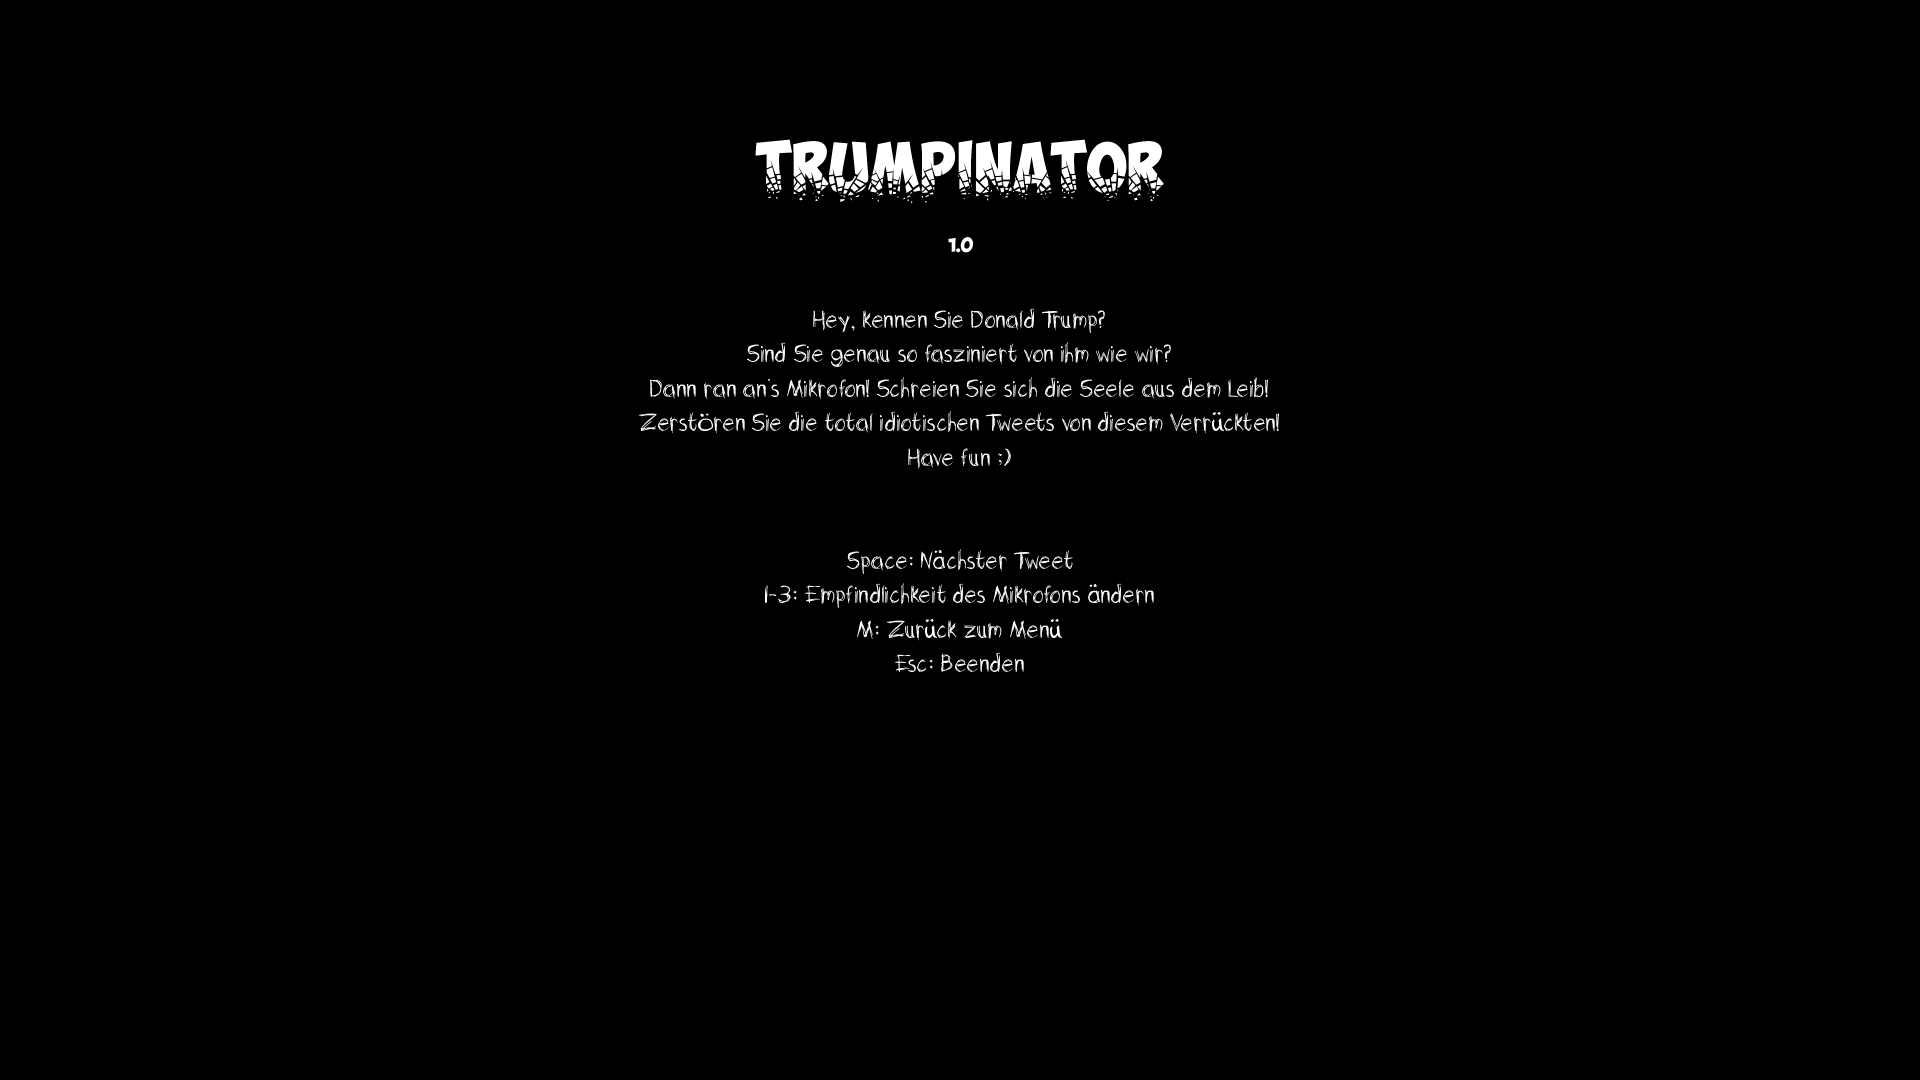 TRUMPINATOR
1.0
Hey, kennen Sie Donald Trump?
Sind Sie genau so fasziniert von ihm wie wir?
Dann ran an's Mikrofon! Schreien Sie sich die Seele aus dem Leib!
Zerstören Sie die total idiotischen Tweets von diesem Verrückten!
Have fun ;)
Space: Nächster Tweet
1-3: Empfindlichkeit des Mikrofons ändern
M: Zurück zum Menü
Esc: Beenden